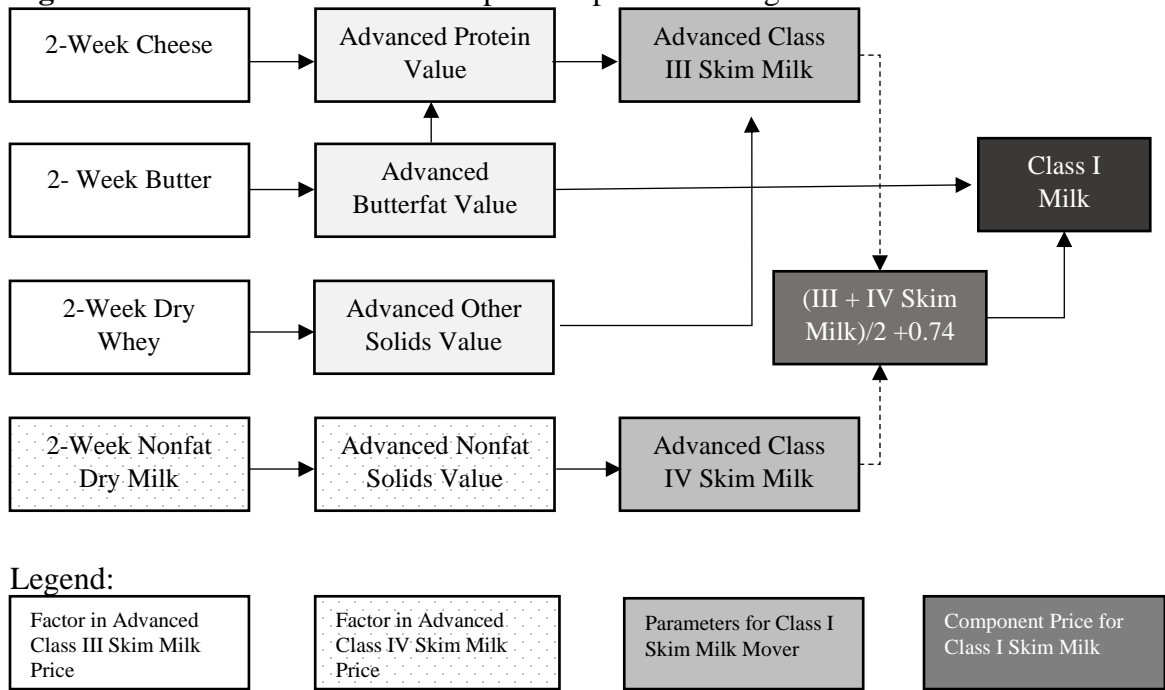 2-Week Cheese
Advanced Protein
Value
Advanced Class
III Skim Milk
2- Week Butter
Advanced
Butterfat Value
Class I
Milk
2-Week Dry
Whey
Advanced Other
Solids Value
(III + IV Skim
Milk)/2 +0.74
2-Week Nonfat
Dry Milk
Advanced Nonfat
Solids Value
Advanced Class
IV Skim Milk
Legend:
Factor in Advanced
Class III Skim Milk
Price
Factor in Advanced
Class IV Skim Milk
Price
Parameters for Class I
Skim Milk Mover
Component Price for
Class I Skim Milk